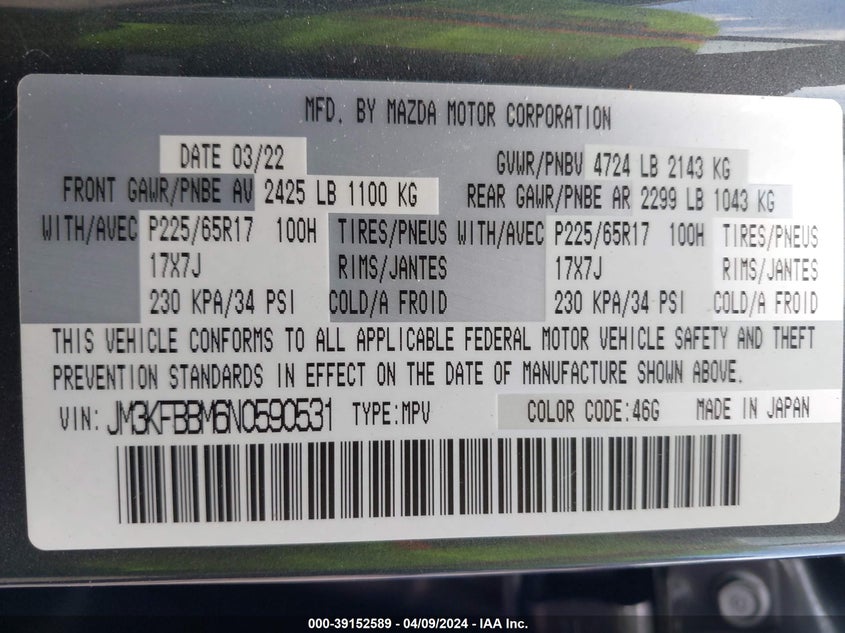 MFD. BY MAZDA MOTOR CORPORATION
DATE 03/22 GVWR/PNBV 4724 LB 2143 KG
FRONT GAWR/PNBE AV 2425 LB 1100 KG REAR GAWR/PNBE AR 2299 LB 1043 KG
WITH/AVEC P225/65R17 100H TIRES/PNEUS WITH/AVEC P225/65R17 100H TIRES/PNEUS
17X7J RIMS/JANTES 17X7J RIMS/JANTES
230 KPA/34 PSI COLD/A FROID 230 KPA/34 PSI COLD/A FROID
THIS VEHICLE CONFORMS TO ALL APPLICABLE FEDERAL MOTOR VEHICLE SAFETY AND THEFT
PREVENTION STANDARDS IN EFFECT ON THE DATE OF MANUFACTURE SHOWN ABOVE.
VIN: JM3KFBBM6N0590531 TYPE:MPV COLOR CODE:46G MADE IN JAPAN
000-39152589 - 04/09/2024 - IAA Inc.